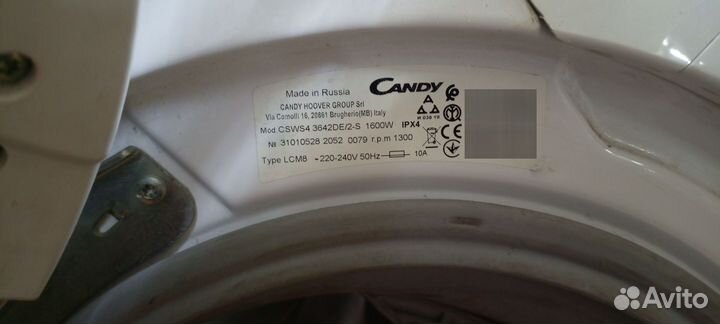 Made in Russia CANDY
CANDY HOOVER GROUP Srl
Via Comolli 16, 20861 Brugherio(MB) Italy
Mod. CSWS4 3642DE/2-S 1600W IPX4
№ 31010528 2052 0079 r.p.m 1300
Type LCM8 ~220-240V 50Hz 10A
Avito